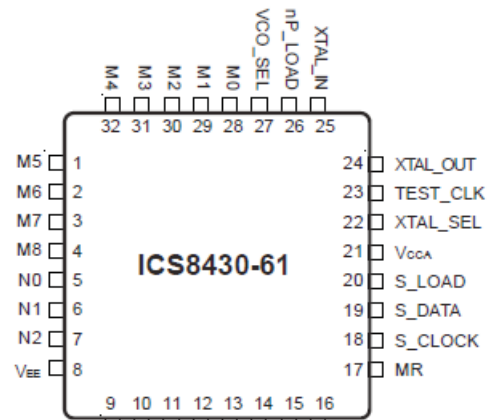 M4 M3 M2 M1 M0 VCO_SEL nP_LOAD XTAL_IN
32 31 30 29 28 27 26 25
M5 1 24 XTAL_OUT
M6 2 23 TEST_CLK
M7 3 22 XTAL_SEL
M8 4 21 VCCA
ICS8430-61
N0 5 20 S_LOAD
N1 6 19 S_DATA
N2 7 18 S_CLOCK
VEE 8 17 MR
9 10 11 12 13 14 15 16